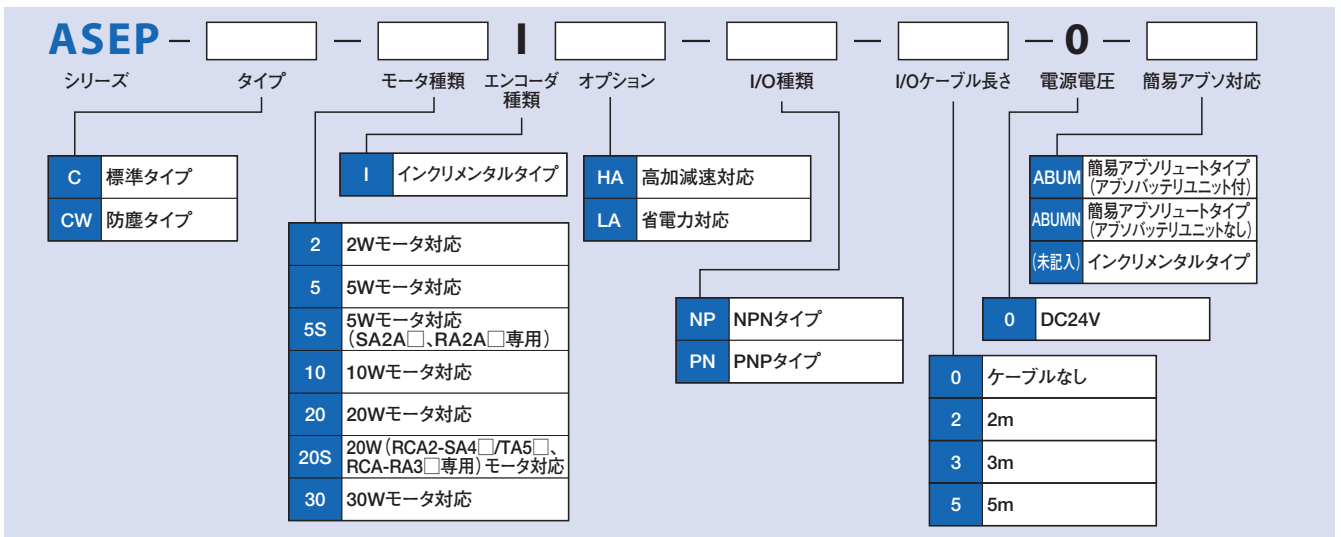 ASEP − − I − − − 0 −
シリーズ タイプ モータ種類 エンコーダ オプション I/O種類 I/Oケーブル長さ 電源電圧 簡易アブソ対応
種類
C 標準タイプ
CW 防塵タイプ
I インクリメンタルタイプ
2 2Wモータ対応
5 5Wモータ対応
5S 5Wモータ対応
(SA2A□、RA2A□専用)
10 10Wモータ対応
20 20Wモータ対応
20S 20W(RCA2-SA4□/TA5□、
RCA-RA3□専用)モータ対応
30 30Wモータ対応
HA 高加減速対応
LA 省電力対応
NP NPNタイプ
PN PNPタイプ
0 ケーブルなし
2 2m
3 3m
5 5m
0 DC24V
ABUM 簡易アブソリュートタイプ
(アブソバッテリユニット付)
ABUMN 簡易アブソリュートタイプ
(アブソバッテリユニットなし)
(未記入) インクリメンタルタイプ